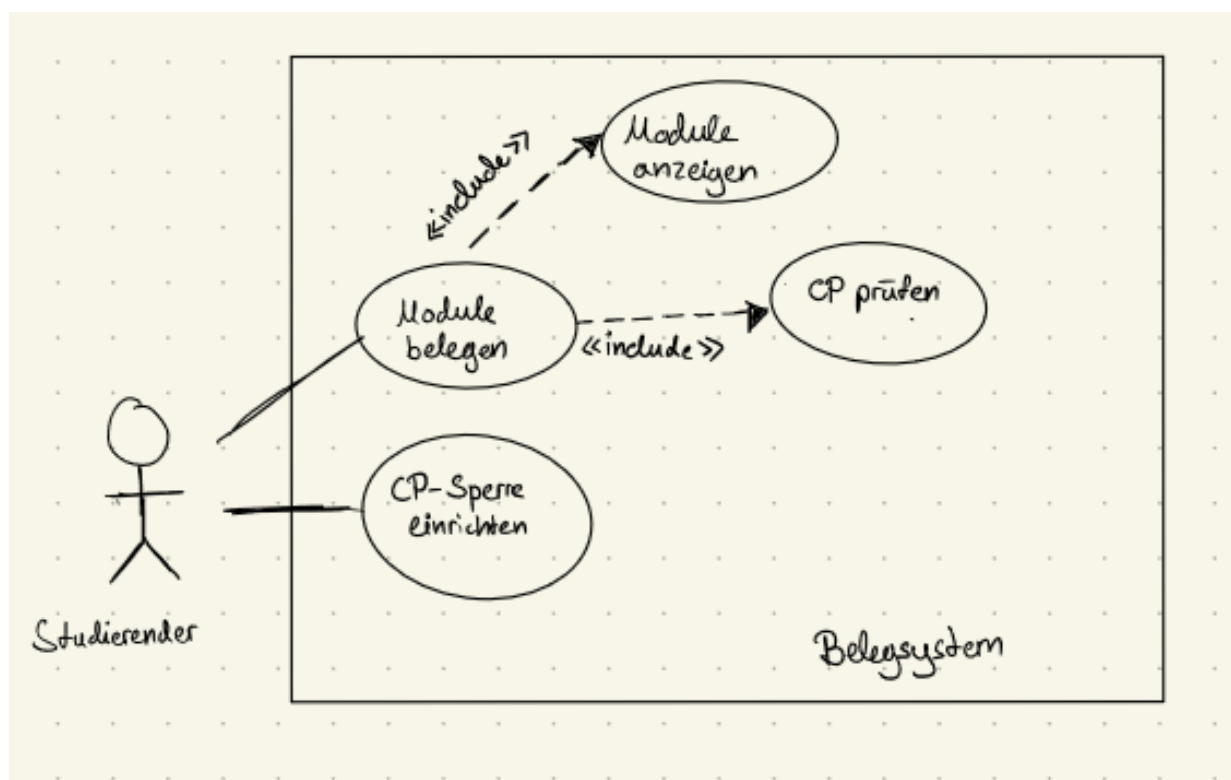 Module
anzeigen
<<include>>
Module
belegen
<<include>>
CP prüfen
CP-Sperre
einrichten
Studierender
Belegsystem